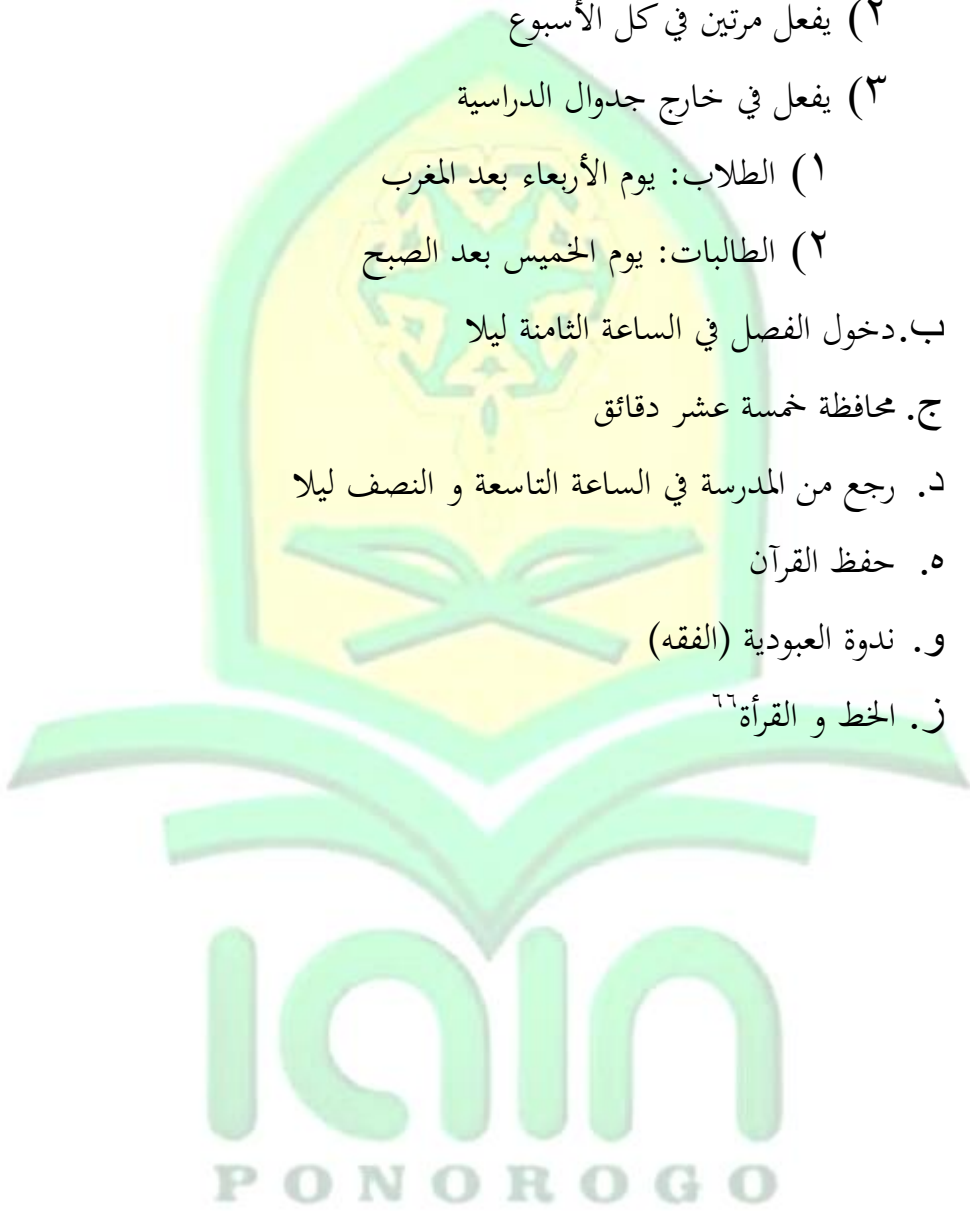 ٢) يفعل مرتين في كل الأسبوع
٣) يفعل في خارج جدوال الدراسية
١) الطلاب: يوم الأربعاء بعد المغرب
٢) الطالبات: يوم الخميس بعد الصبح
ب. دخول الفصل في الساعة الثامنة ليلا
ج. محافظة خمسة عشر دقائق
د. رجع من المدرسة في الساعة التاسعة و النصف ليلا
ه. حفظ القرآن
و. ندوة العبودية (الفقه)
ز. الخط و القرأة٦٦
iain
PONOROGO